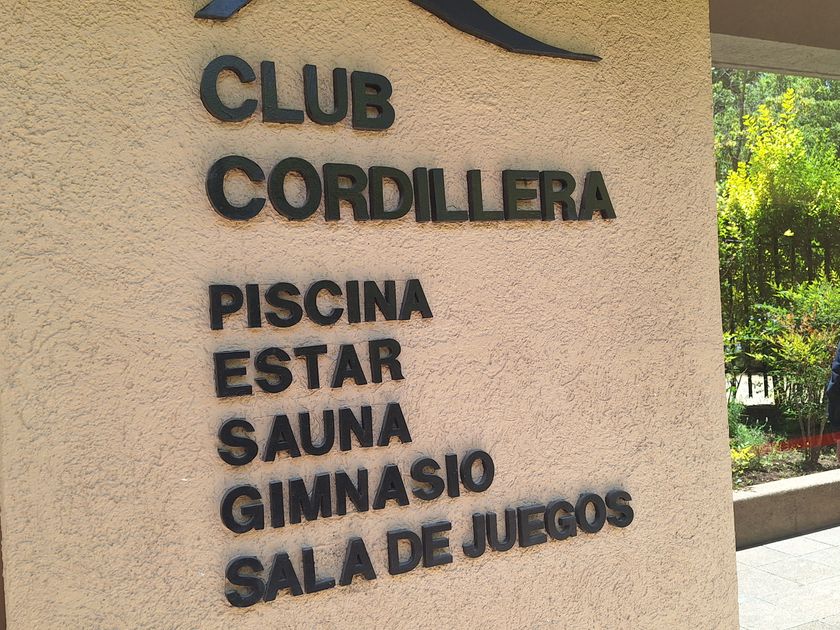 CLUB
CORDILLERA
PISCINA
ESTAR
SAUNA
GIMNASIO
SALA DE JUEGOS